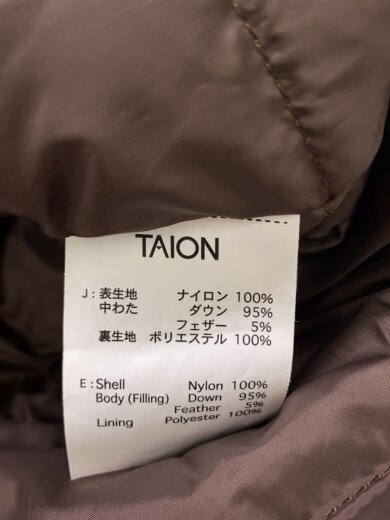 TAION
J : 表生地 ナイロン 100%
中わた ダウン 95%
フェザー 5%
裏生地 ポリエステル 100%
E : Shell Nylon 100%
Body (Filling) Down 95%
Feather 5%
Lining Polyester 100%